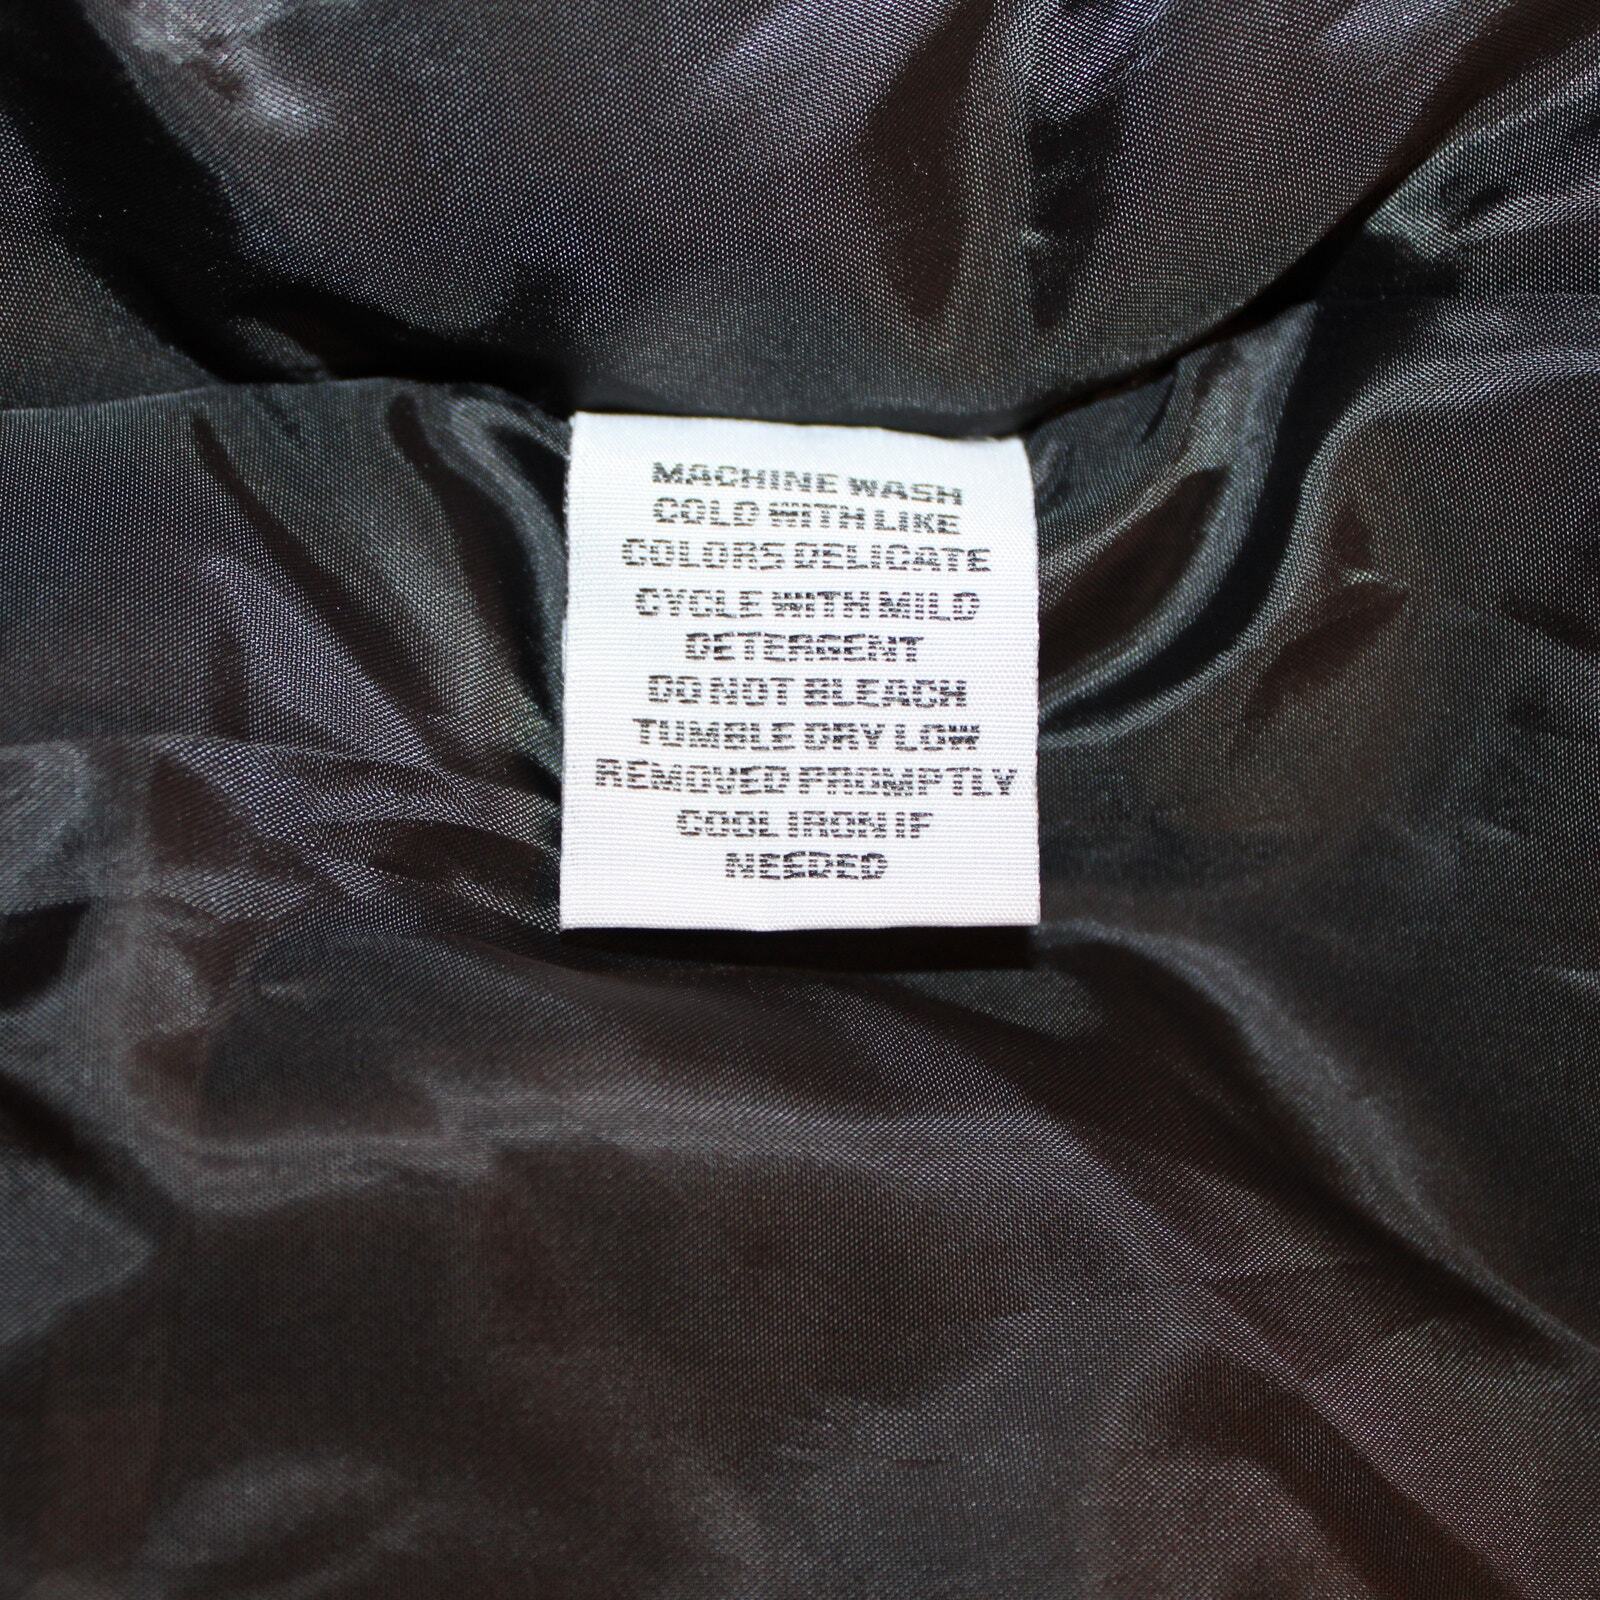 MACHINE WASH
COLD WITH LIKE
COLORS DELICATE
CYCLE WITH MILD
DETERGENT
DO NOT BLEACH
TUMBLE DRY LOW
REMOVED PROMPTLY
COOL IRON IF
NEEDED